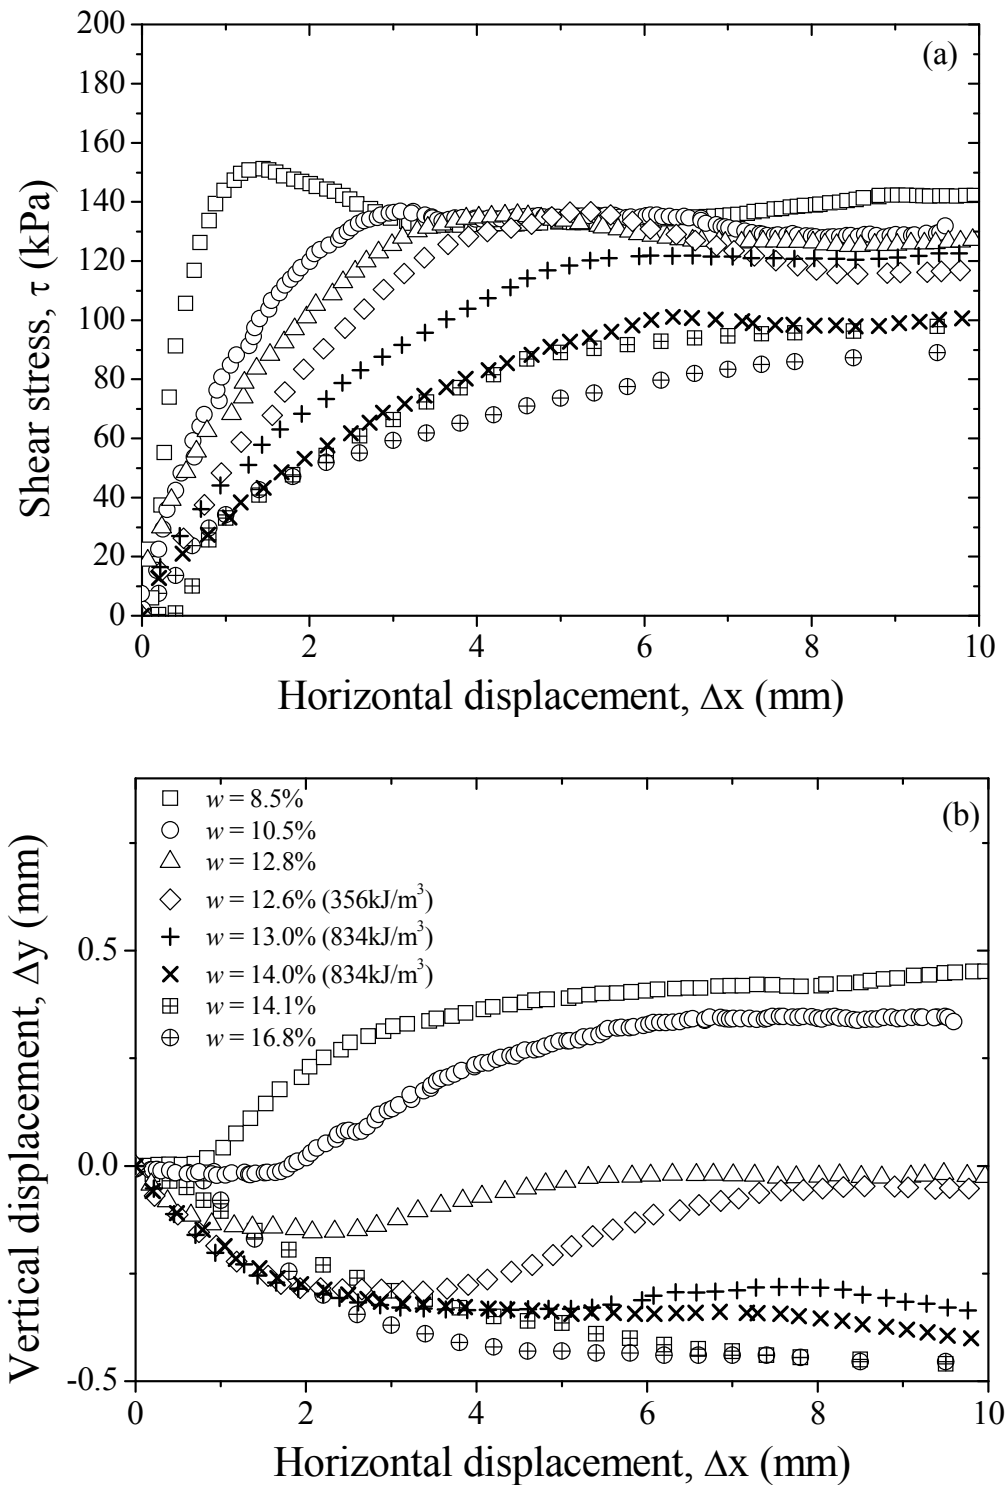 200
(a)
180
160
140
120
100
80
60
40
20
0
Shear stress, τ (kPa)
0 2 4 6 8 10
Horizontal displacement, Δx (mm)
(b)
w = 8.5%
w = 10.5%
w = 12.8%
w = 12.6% (356kJ/m³)
w = 13.0% (834kJ/m³)
w = 14.0% (834kJ/m³)
w = 14.1%
w = 16.8%
0.5
0.0
-0.5
Vertical displacement, Δy (mm)
0 2 4 6 8 10
Horizontal displacement, Δx (mm)